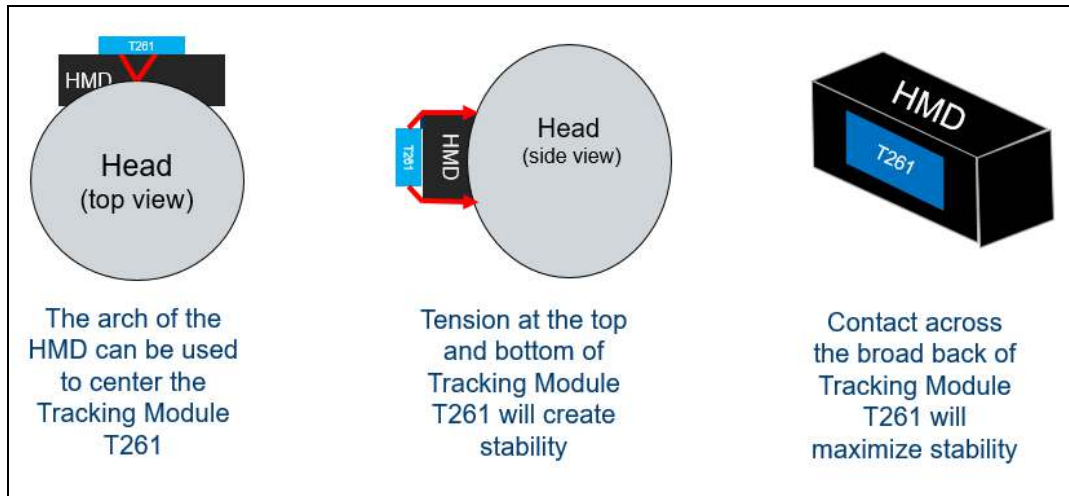 T261
HMD
Head
(top view)
The arch of the
HMD can be used
to center the
Tracking Module
T261
T261
HMD
Head
(side view)
Tension at the top
and bottom of
Tracking Module
T261 will create
stability
HMD
T261
Contact across
the broad back of
Tracking Module
T261 will
maximize stability